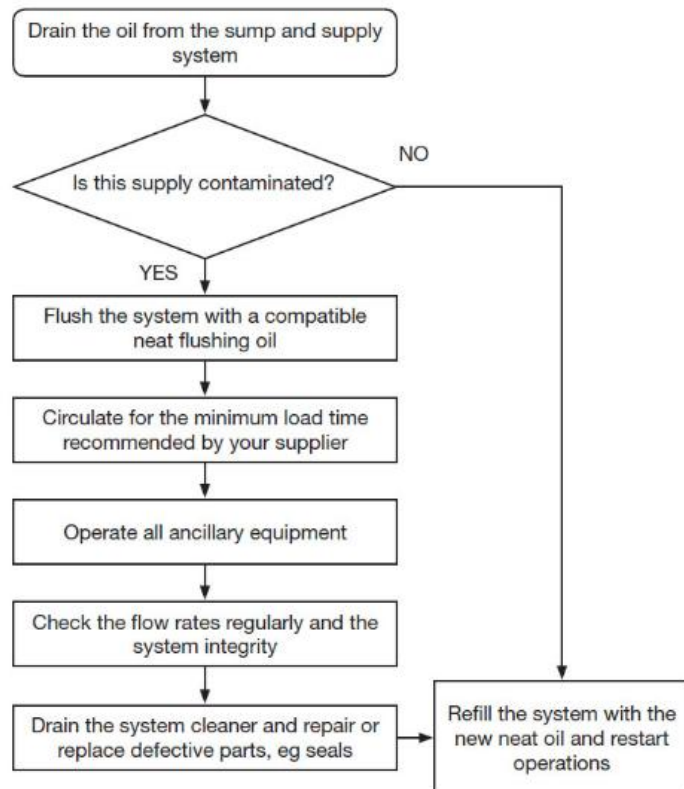 Drain the oil from the sump and supply
system
NO
Is this supply contaminated?
YES
Flush the system with a compatible
neat flushing oil
Circulate for the minimum load time
recommended by your supplier
Operate all ancillary equipment
Check the flow rates regularly and the
system integrity
Drain the system cleaner and repair or
replace defective parts, eg seals
Refill the system with the
new neat oil and restart
operations